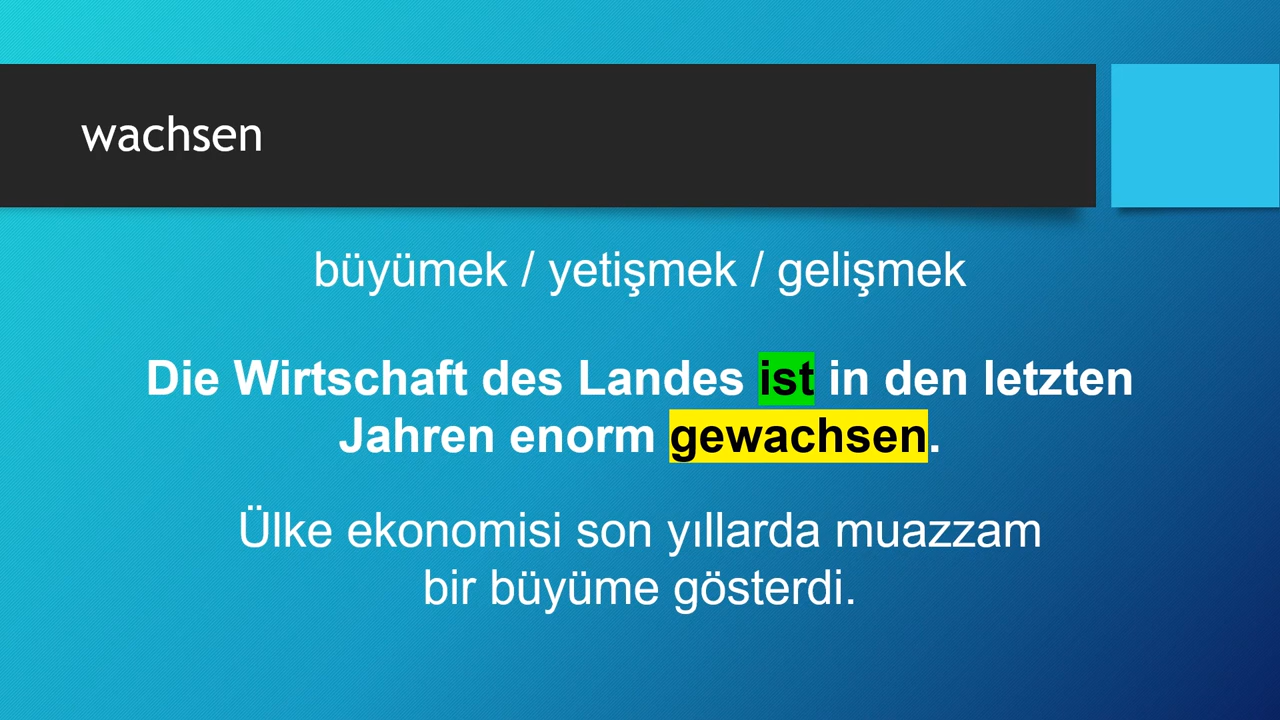 wachsen
büyümek / yetişmek / gelişmek
Die Wirtschaft des Landes ist in den letzten
Jahren enorm gewachsen.
Ülke ekonomisi son yıllarda muazzam
bir büyüme gösterdi.